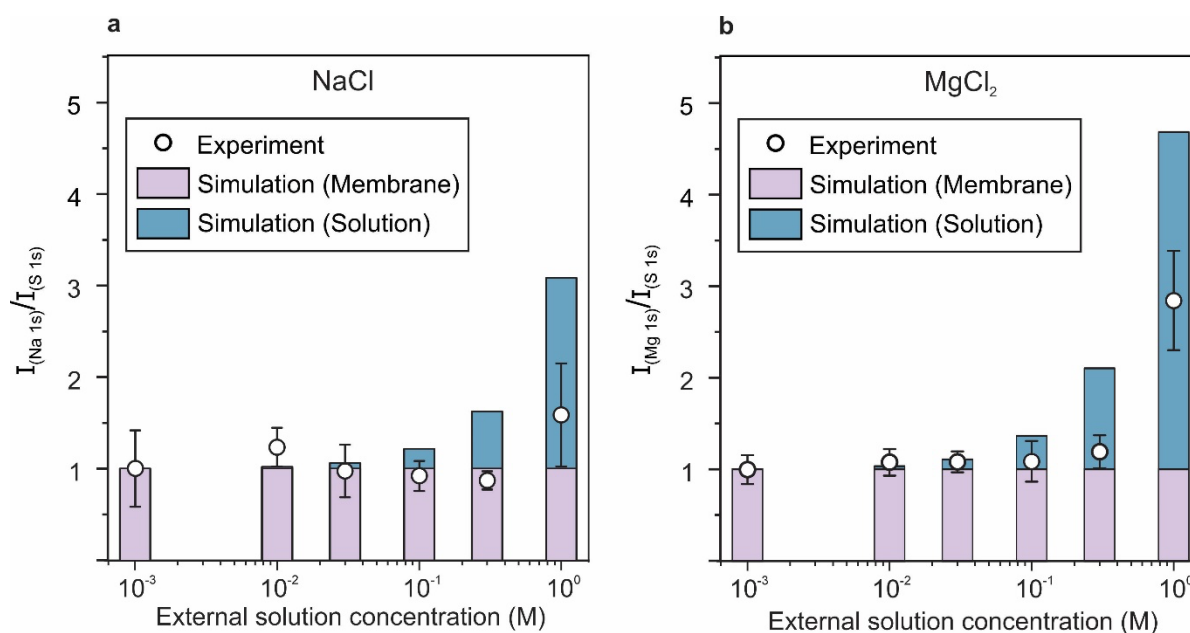 a
NaCl
Experiment
Simulation (Membrane)
Simulation (Solution)
I(Na 1s)/I(S 1s)
5
4
3
2
1
10⁻³
10⁻²
10⁻¹
10⁰
External solution concentration (M)
b
MgCl₂
Experiment
Simulation (Membrane)
Simulation (Solution)
I(Mg 1s)/I(S 1s)
5
4
3
2
1
10⁻³
10⁻²
10⁻¹
10⁰
External solution concentration (M)